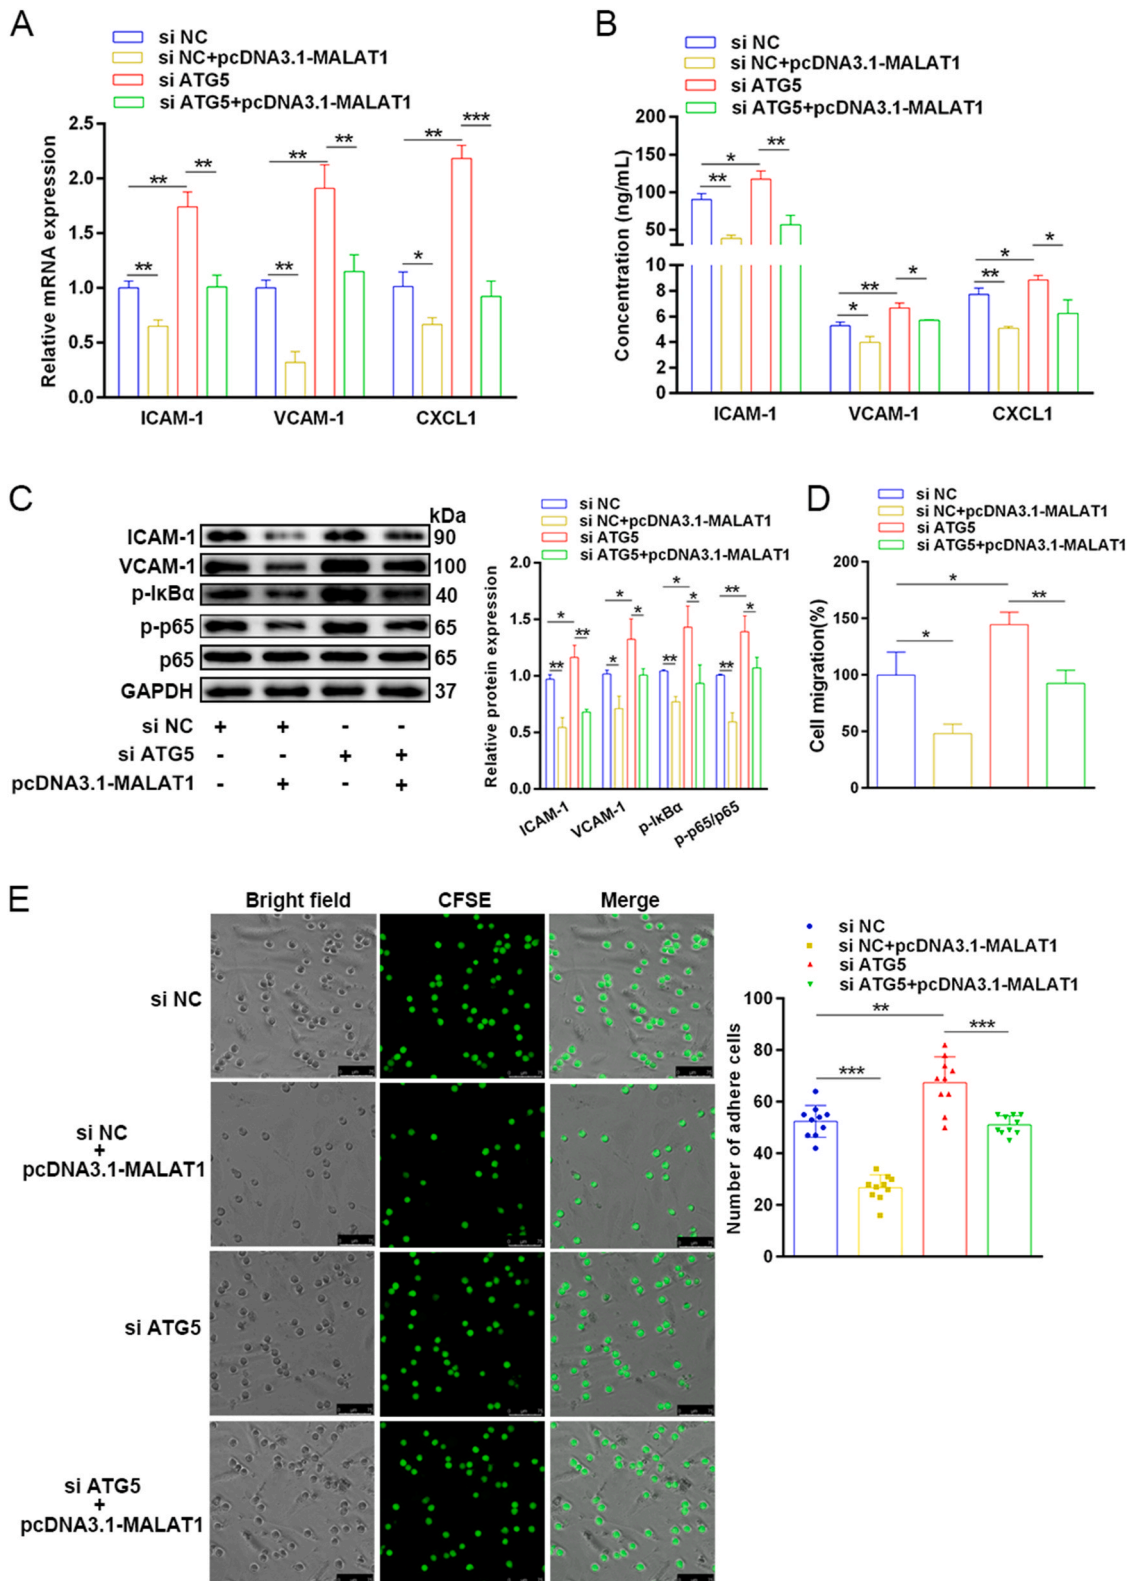 A
si NC
si NC+pcDNA3.1-MALAT1
si ATG5
si ATG5+pcDNA3.1-MALAT1
Relative mRNA expression
2.5
2.0
1.5
1.0
0.5
0.0
** ** ** ** ** ** * ** ***
ICAM-1 VCAM-1 CXCL1
B
si NC
si NC+pcDNA3.1-MALAT1
si ATG5
si ATG5+pcDNA3.1-MALAT1
Concentration (ng/mL)
200
150
100
50
10
8
6
4
2
0
** * ** * ** * ** * *
ICAM-1 VCAM-1 CXCL1
C
kDa
ICAM-1 90
VCAM-1 100
p-IκBα 40
p-p65 65
p65 65
GAPDH 37
si NC + + - -
si ATG5 - - + +
pcDNA3.1-MALAT1 - + - +
si NC
si NC+pcDNA3.1-MALAT1
si ATG5
si ATG5+pcDNA3.1-MALAT1
Relative protein expression
2.0
1.5
1.0
0.5
0.0
** * ** * * * ** * * ** ** *
ICAM-1 VCAM-1 p-IκBα p-p65/p65
D
si NC
si NC+pcDNA3.1-MALAT1
si ATG5
si ATG5+pcDNA3.1-MALAT1
Cell migration(%)
200
150
100
50
0
* * **
E
Bright field CFSE Merge
si NC
si NC
+
pcDNA3.1-MALAT1
si ATG5
si ATG5
+
pcDNA3.1-MALAT1
si NC
si NC+pcDNA3.1-MALAT1
si ATG5
si ATG5+pcDNA3.1-MALAT1
Number of adhere cells
100
80
60
40
20
0
*** ** ***